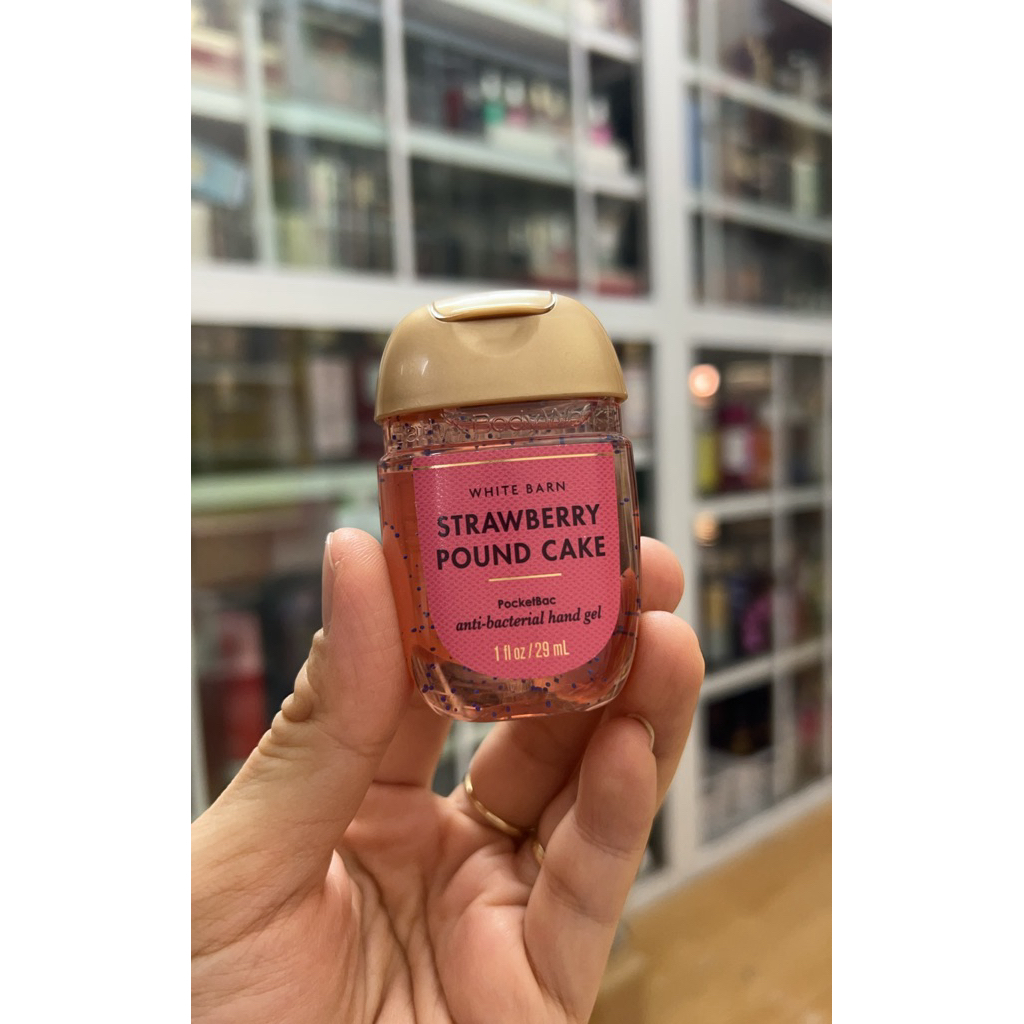 WHITE BARN
STRAWBERRY
POUND CAKE
PocketBac
anti-bacterial hand gel
1 fl oz / 29 mL